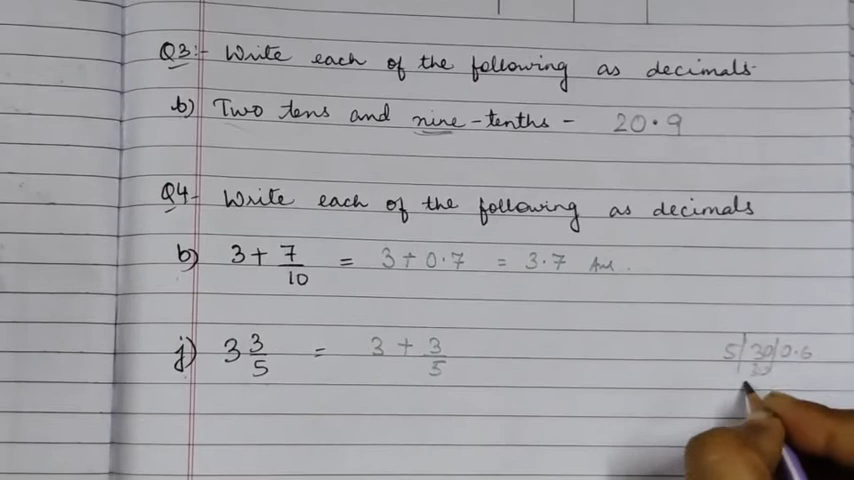 Q3:- Write each of the following as decimals-
b) Two tens and nine-tenths - 20.9
Q4- Write each of the following as decimals
b) 3 + 7/10 = 3 + 0.7 = 3.7 Ans.
j) 3 3/5 = 3 + 3/5 5|30|0.6
30